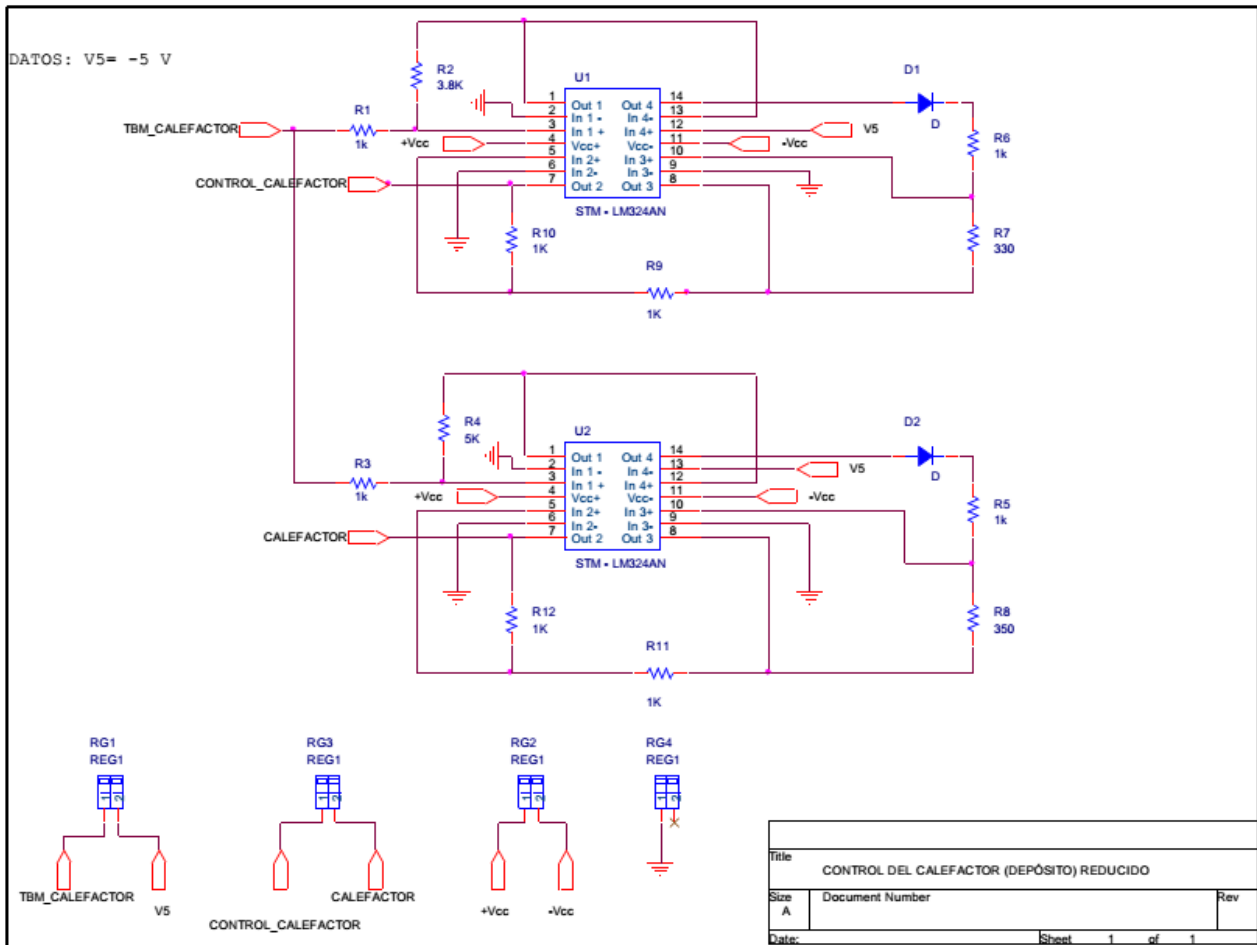 DATOS: V5= -5 V
R2
3.8K
R1
1k
TBM_CALEFACTOR
CONTROL_CALEFACTOR
+Vcc
U1
1 Out 1 Out 4 14
2 In 1 - In 4- 13
3 In 1 + In 4+ 12
4 Vcc+ Vcc- 11
5 In 2+ In 3+ 10
6 In 2- In 3- 9
7 Out 2 Out 3 8
STM - LM324AN
V5
-Vcc
D1
D
R6
1k
R7
330
R10
1K
R9
1K
R4
5K
R3
1k
+Vcc
CALEFACTOR
U2
1 Out 1 Out 4 14
2 In 1 - In 4- 13
3 In 1 + In 4+ 12
4 Vcc+ Vcc- 11
5 In 2+ In 3+ 10
6 In 2- In 3- 9
7 Out 2 Out 3 8
STM - LM324AN
V5
-Vcc
D2
D
R5
1k
R8
350
R12
1K
R11
1K
RG1
REG1
1 2
TBM_CALEFACTOR
V5
RG3
REG1
1 2
CONTROL_CALEFACTOR
CALEFACTOR
RG2
REG1
1 2
+Vcc
-Vcc
RG4
REG1
1 2
Title
CONTROL DEL CALEFACTOR (DEPÓSITO) REDUCIDO
Size
A
Document Number
Rev
Date:
Sheet 1 of 1